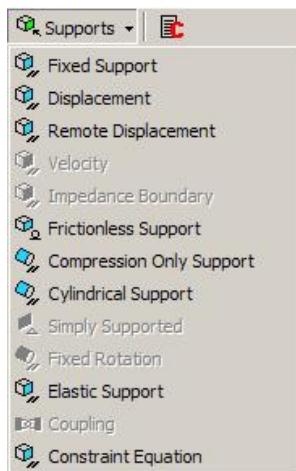 Supports
Fixed Support
Displacement
Remote Displacement
Velocity
Impedance Boundary
Frictionless Support
Compression Only Support
Cylindrical Support
Simply Supported
Fixed Rotation
Elastic Support
Coupling
Constraint Equation